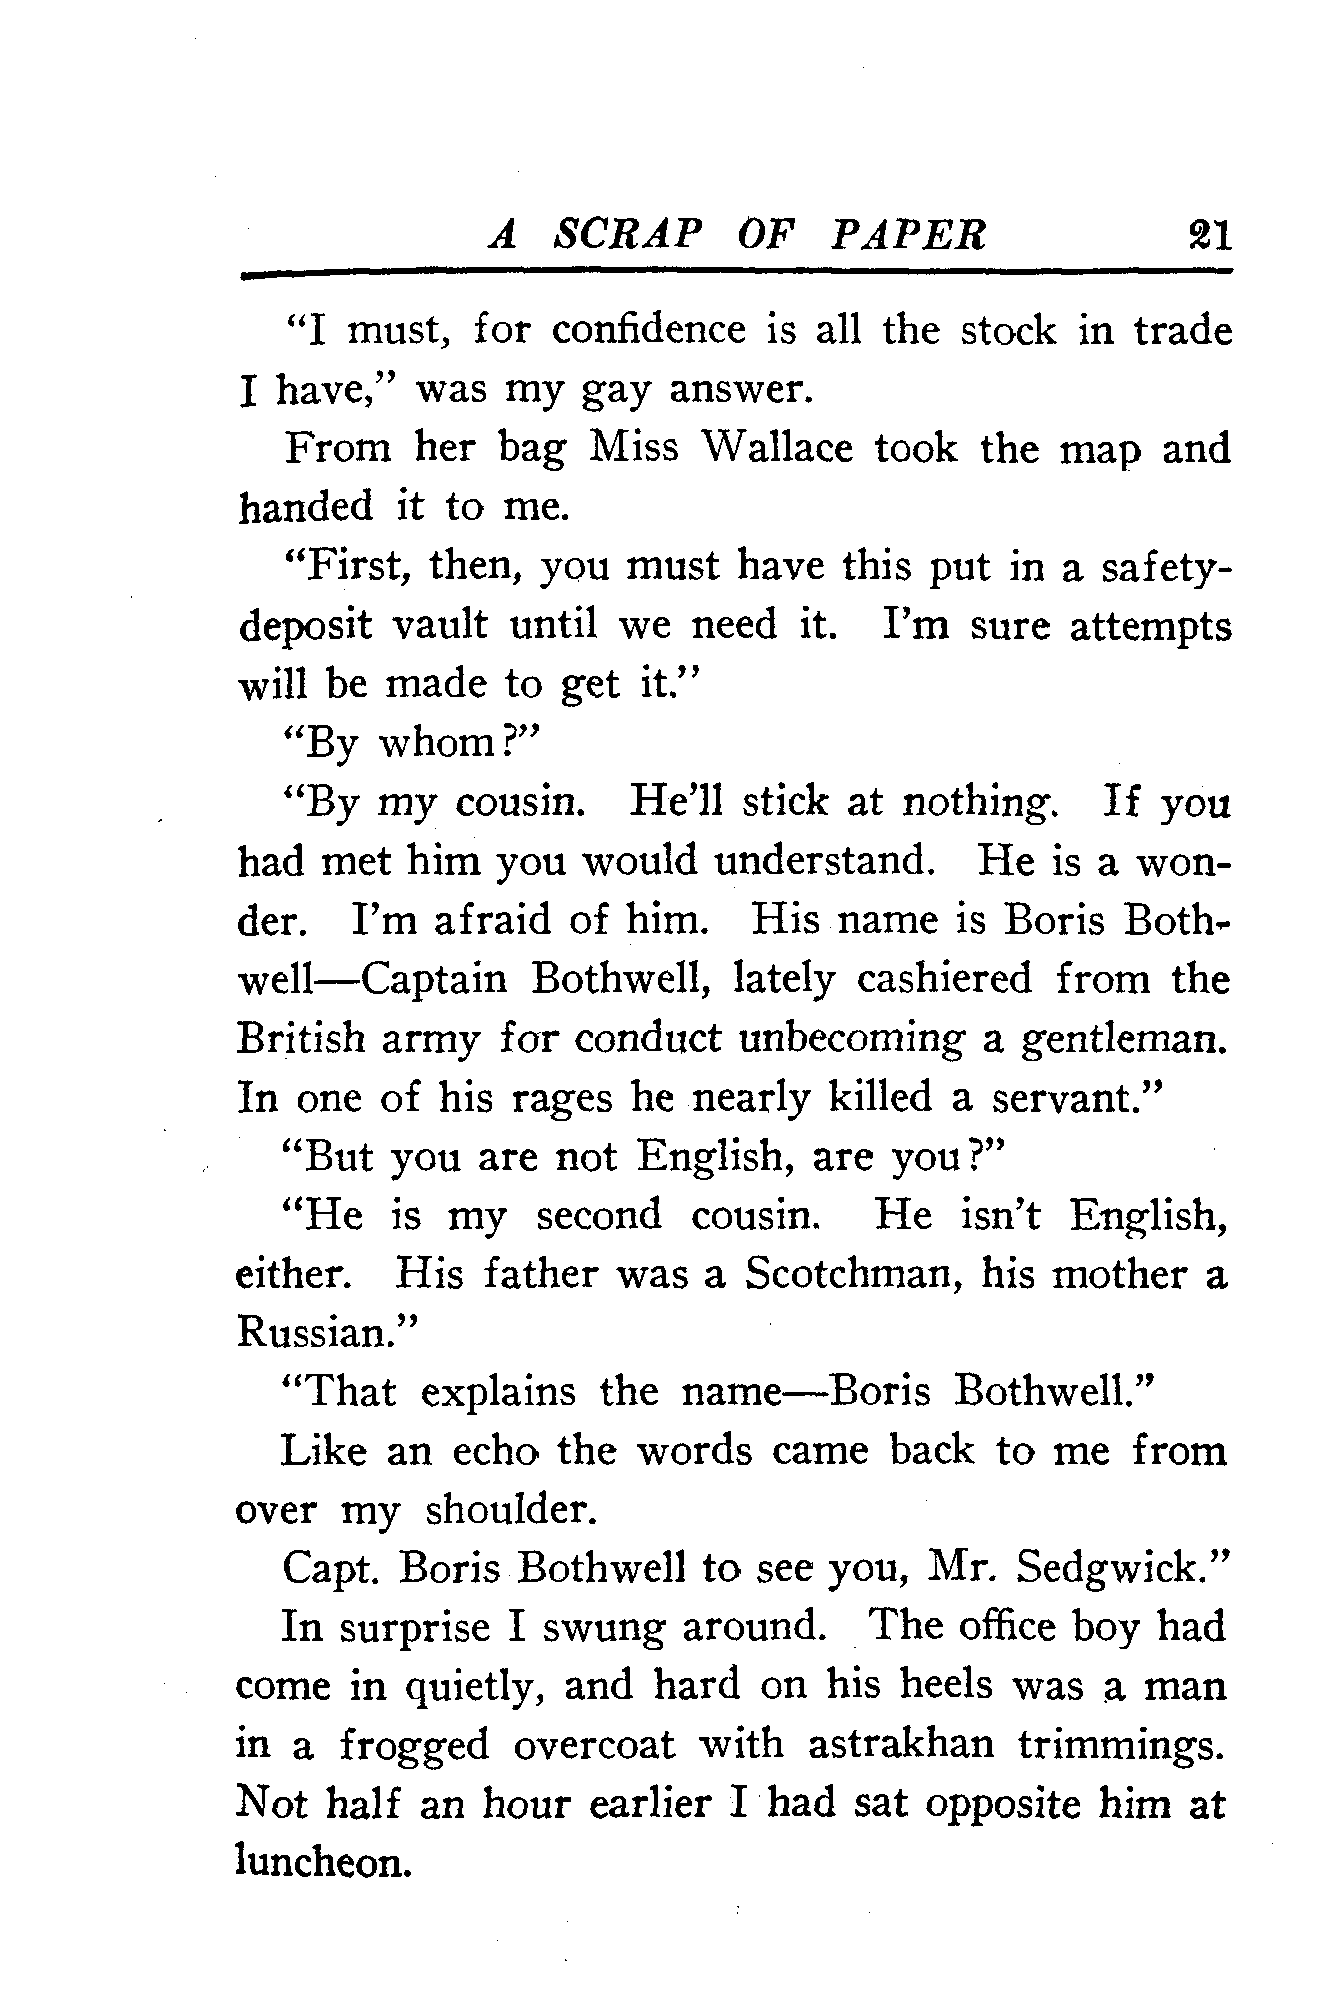 A SCRAP OF PAPER 21
“I must, for confidence is all the stock in trade
I have,” was my gay answer.
From her bag Miss Wallace took the map and
handed it to me.
“First, then, you must have this put in a safety-
deposit vault until we need it. I’m sure attempts
will be made to get it.”
“By whom?”
“By my cousin. He’ll stick at nothing. If you
had met him you would understand. He is a won-
der. I’m afraid of him. His name is Boris Both-
well—Captain Bothwell, lately cashiered from the
British army for conduct unbecoming a gentleman.
In one of his rages he nearly killed a servant.”
“But you are not English, are you?”
“He is my second cousin. He isn’t English,
either. His father was a Scotchman, his mother a
Russian.”
“That explains the name—Boris Bothwell.”
Like an echo the words came back to me from
over my shoulder.
Capt. Boris Bothwell to see you, Mr. Sedgwick.”
In surprise I swung around. The office boy had
come in quietly, and hard on his heels was a man
in a frogged overcoat with astrakhan trimmings.
Not half an hour earlier I had sat opposite him at
luncheon.